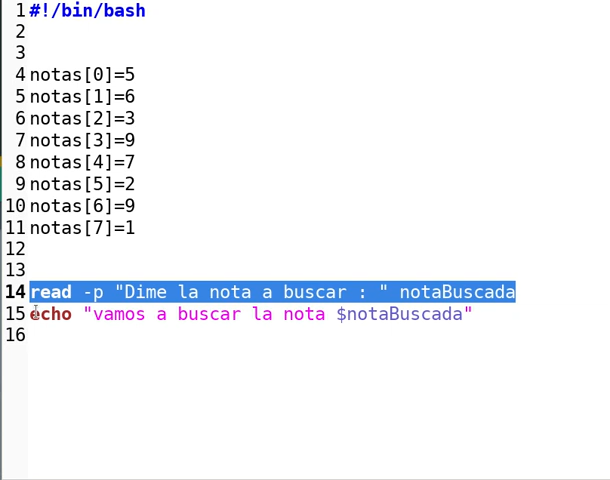 1 #!/bin/bash
2
3
4 notas[0]=5
5 notas[1]=6
6 notas[2]=3
7 notas[3]=9
8 notas[4]=7
9 notas[5]=2
10 notas[6]=9
11 notas[7]=1
12
13
14 read -p "Dime la nota a buscar : " notaBuscada
15 echo "vamos a buscar la nota $notaBuscada"
16